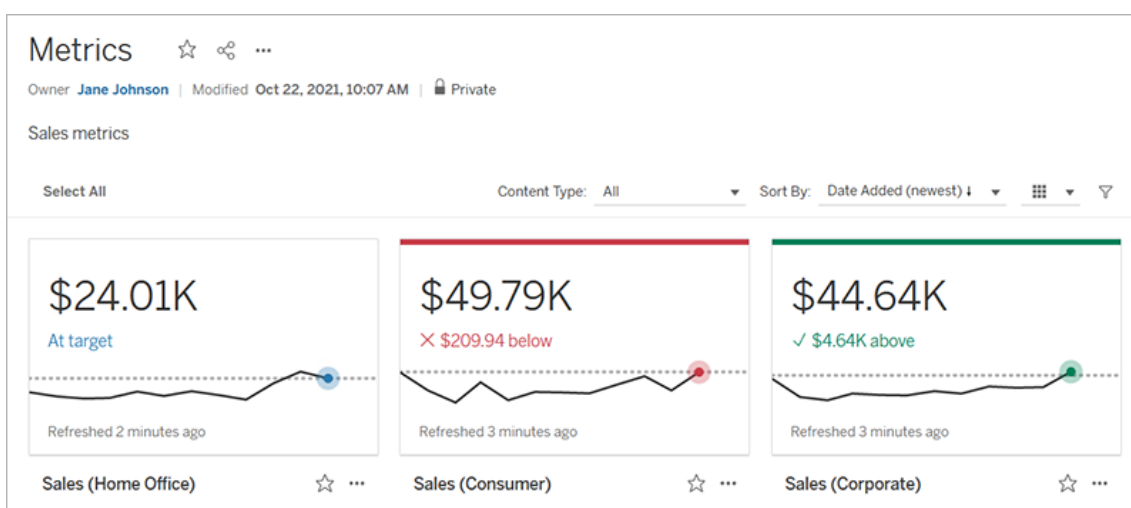 Metrics
Owner Jane Johnson | Modified Oct 22, 2021, 10:07 AM | Private
Sales metrics
Select All Content Type: All Sort By: Date Added (newest) ↓
$24.01K $49.79K $44.64K
At target × $209.94 below ✓ $4.64K above
Refreshed 2 minutes ago Refreshed 3 minutes ago Refreshed 3 minutes ago
Sales (Home Office) Sales (Consumer) Sales (Corporate)